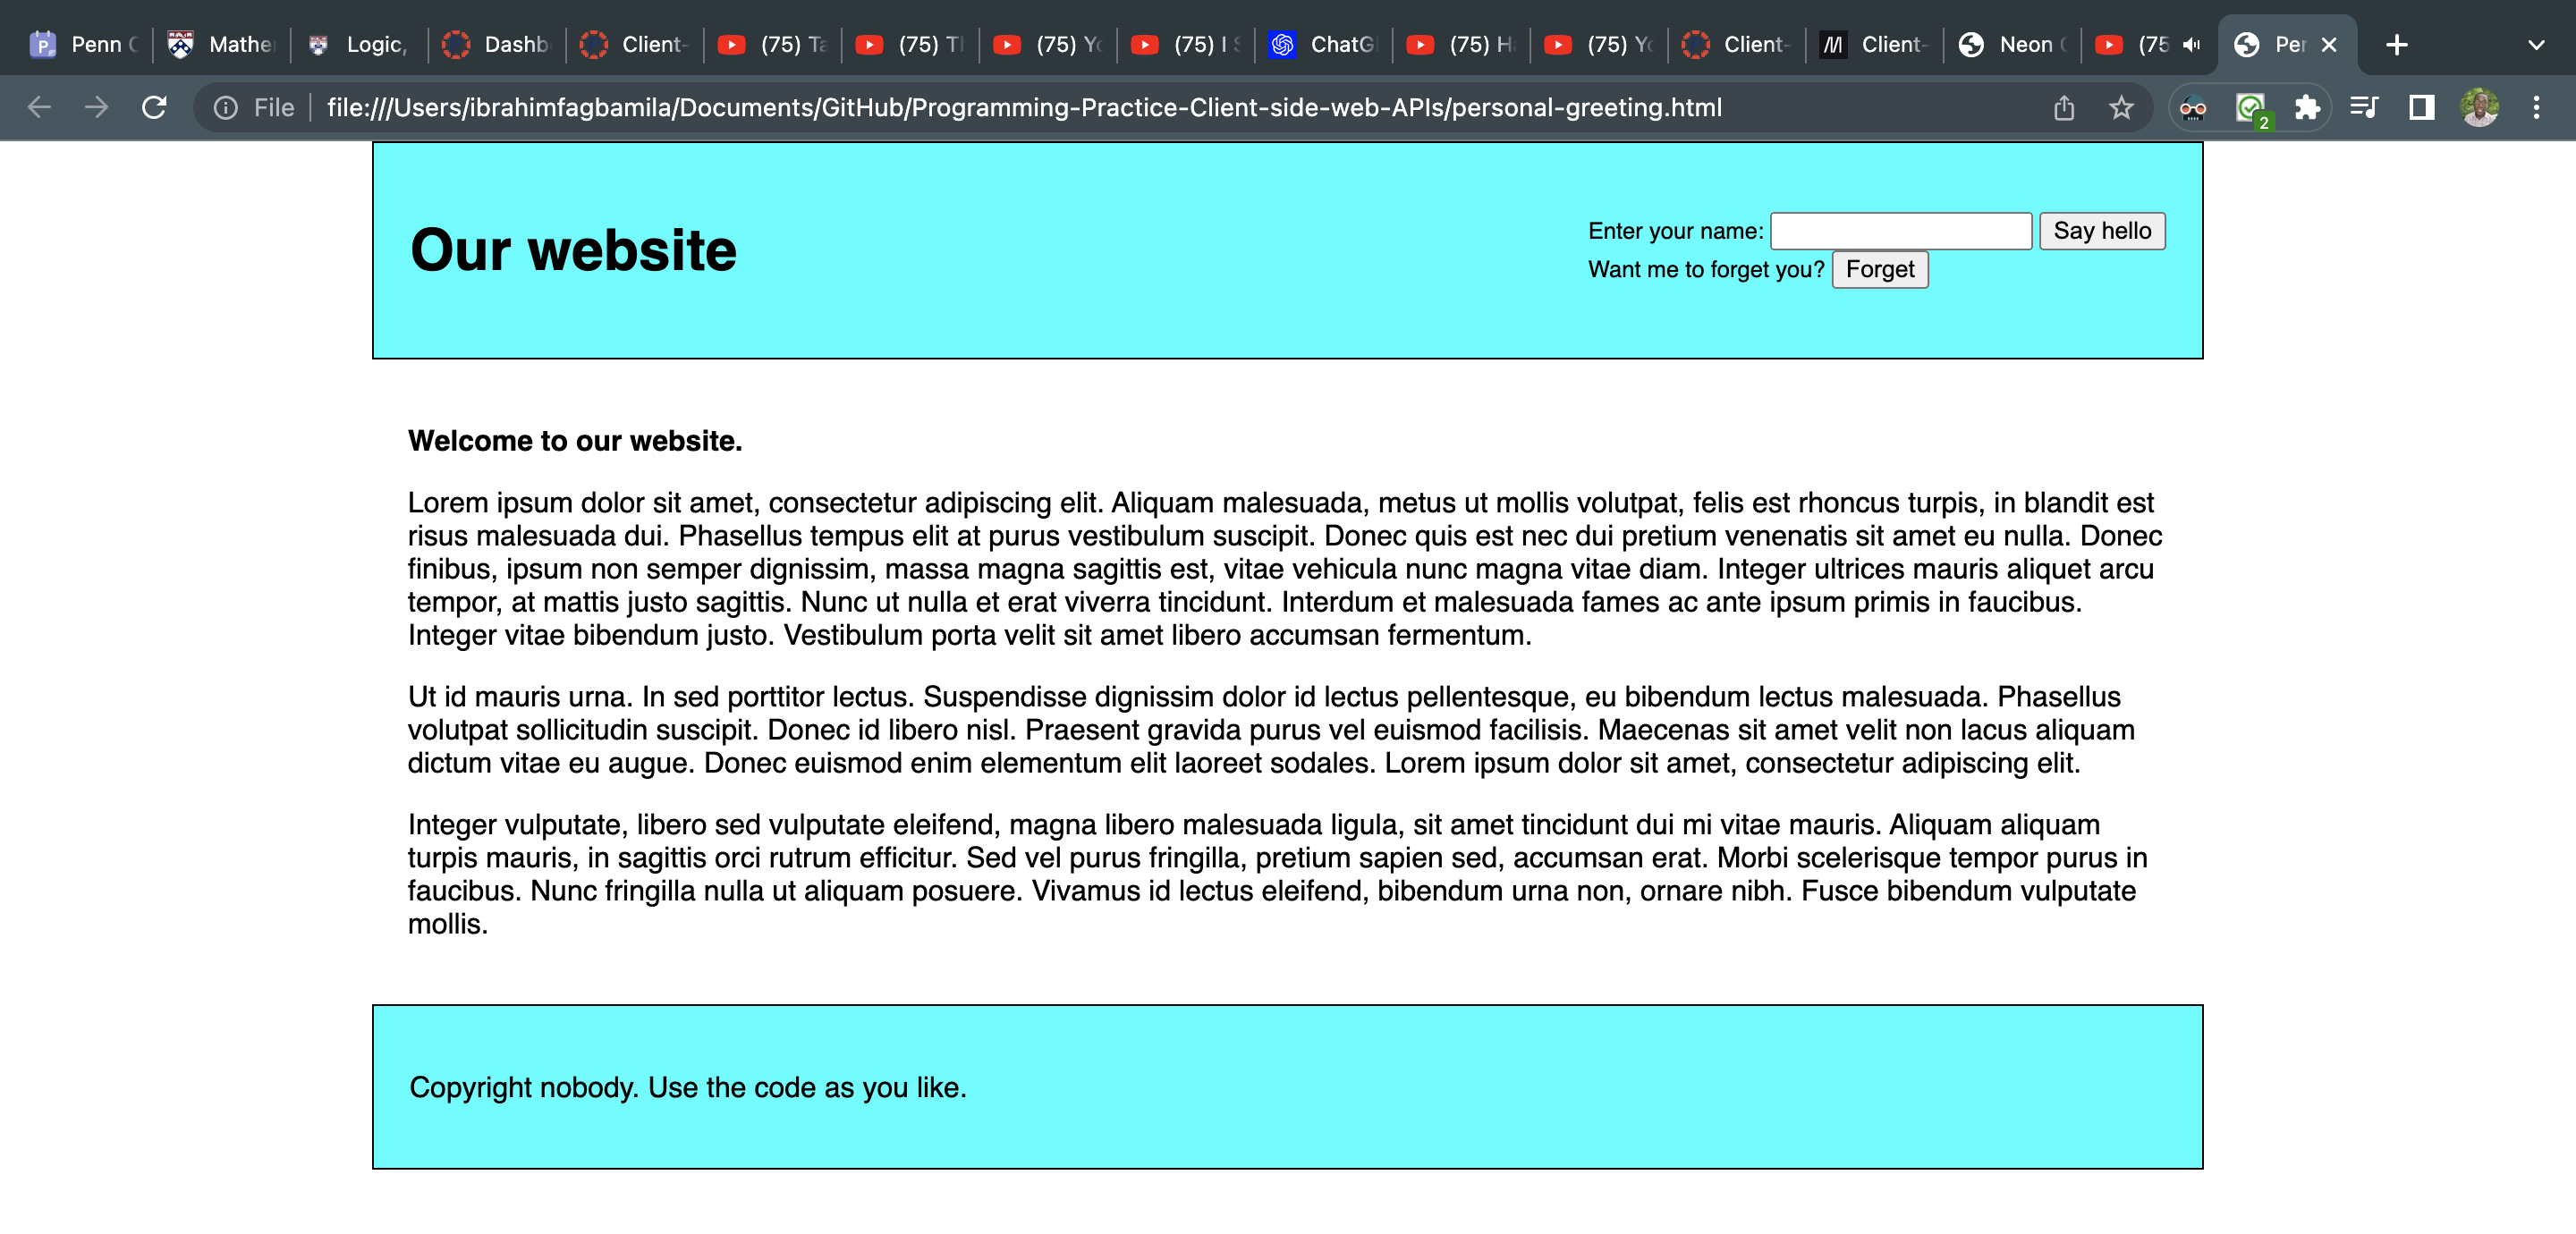 Penn
Mathe
Logic,
Dashb
Client-
(75) Ta
(75)
(75) Yo
(75) I
ChatG
(75) H
(75) Yo
Client-
Client-
Neon
(75
Per
File
file:///Users/ibrahimfagbamila/Documents/GitHub/Programming-Practice-Client-side-web-APIs/personal-greeting.html
2
Our website
Enter your name:
Say hello
Want me to forget you?
Forget
Welcome to our website.
Lorem ipsum dolor sit amet, consectetur adipiscing elit. Aliquam malesuada, metus ut mollis volutpat, felis est rhoncus turpis, in blandit est
risus malesuada dui. Phasellus tempus elit at purus vestibulum suscipit. Donec quis est nec dui pretium venenatis sit amet eu nulla. Donec
finibus, ipsum non semper dignissim, massa magna sagittis est, vitae vehicula nunc magna vitae diam. Integer ultrices mauris aliquet arcu
tempor, at mattis justo sagittis. Nunc ut nulla et erat viverra tincidunt. Interdum et malesuada fames ac ante ipsum primis in faucibus.
Integer vitae bibendum justo. Vestibulum porta velit sit amet libero accumsan fermentum.
Ut id mauris urna. In sed porttitor lectus. Suspendisse dignissim dolor id lectus pellentesque, eu bibendum lectus malesuada. Phasellus
volutpat sollicitudin suscipit. Donec id libero nisl. Praesent gravida purus vel euismod facilisis. Maecenas sit amet velit non lacus aliquam
dictum vitae eu augue. Donec euismod enim elementum elit laoreet sodales. Lorem ipsum dolor sit amet, consectetur adipiscing elit.
Integer vulputate, libero sed vulputate eleifend, magna libero malesuada ligula, sit amet tincidunt dui mi vitae mauris. Aliquam aliquam
turpis mauris, in sagittis orci rutrum efficitur. Sed vel purus fringilla, pretium sapien sed, accumsan erat. Morbi scelerisque tempor purus in
faucibus. Nunc fringilla nulla ut aliquam posuere. Vivamus id lectus eleifend, bibendum urna non, ornare nibh. Fusce bibendum vulputate
mollis.
Copyright nobody. Use the code as you like.